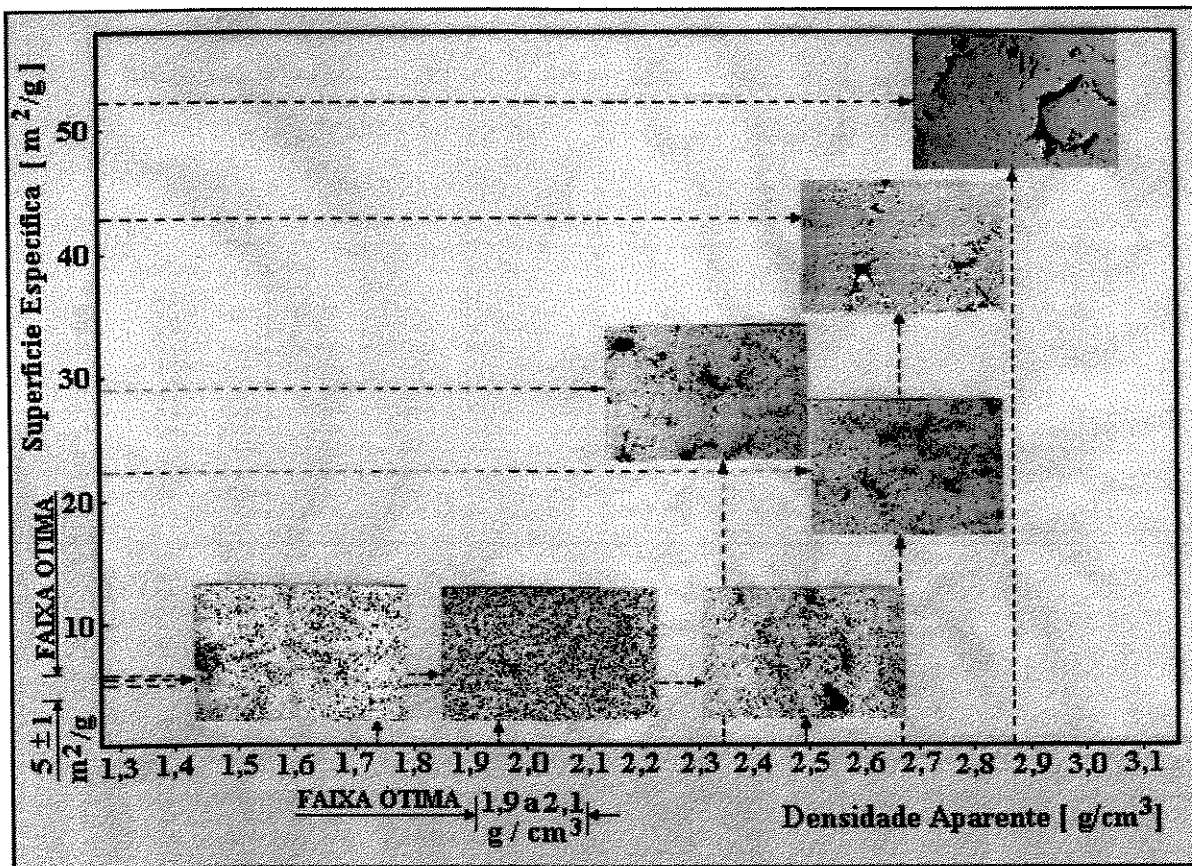 Superficie Especifica [ m²/g]
50
40
30
20
10
FAIXA OTIMA
5 ± 1
m²/g
1,3 1,4 1,5 1,6 1,7 1,8 1,9 2,0 2,1 2,2 2,3 2,4 2,5 2,6 2,7 2,8 2,9 3,0 3,1
FAIXA OTIMA 1,9 a 2,1
g / cm³
Densidade Aparente [ g/cm³]